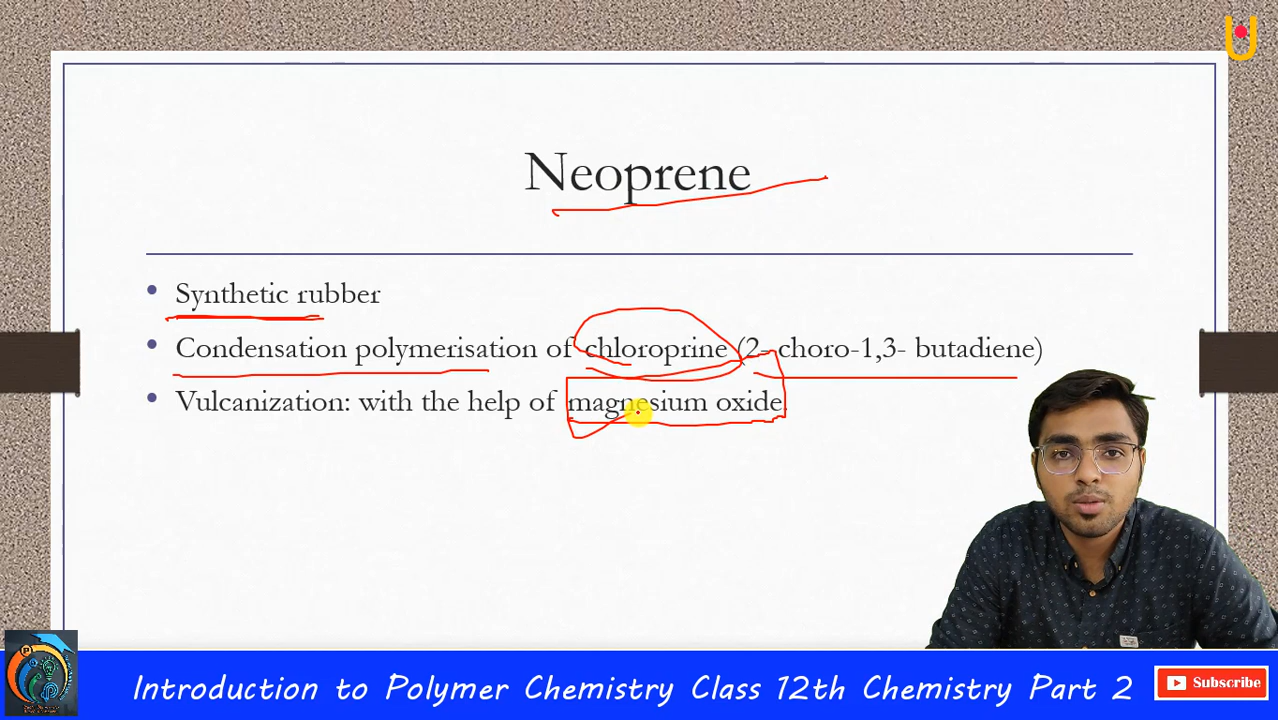 Neoprene
• Synthetic rubber
• Condensation polymerisation of chloroprine (2- choro-1,3- butadiene)
• Vulcanization: with the help of magnesium oxide
Introduction to Polymer Chemistry Class 12th Chemistry Part 2
Subscribe